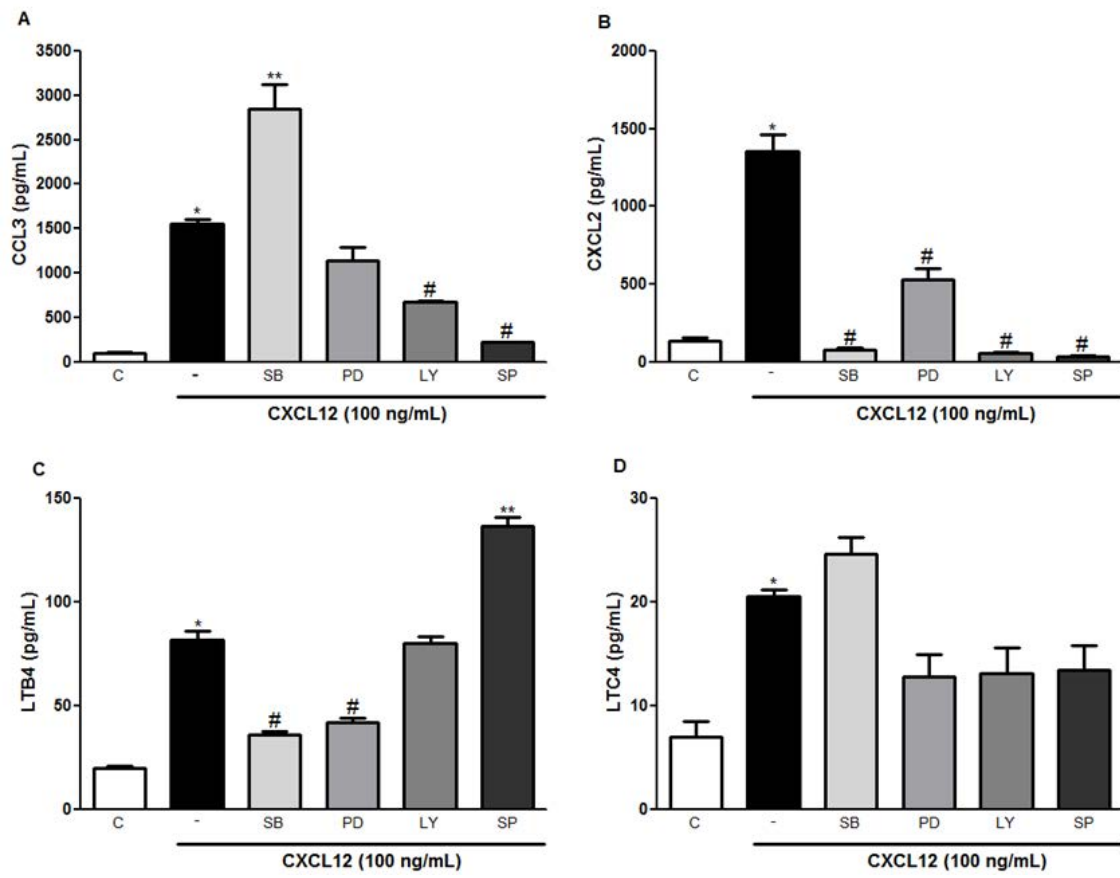 A
CCL3 (pg/mL)
3500
3000
2500
2000
1500
1000
500
0
*
**
#
#
C - SB PD LY SP
CXCL12 (100 ng/mL)
B
CXCL2 (pg/mL)
2000
1500
1000
500
0
*
#
#
#
#
C - SB PD LY SP
CXCL12 (100 ng/mL)
C
LTB4 (pg/mL)
150
100
50
0
*
#
#
**
C - SB PD LY SP
CXCL12 (100 ng/mL)
D
LTC4 (pg/mL)
30
20
10
0
*
C - SB PD LY SP
CXCL12 (100 ng/mL)